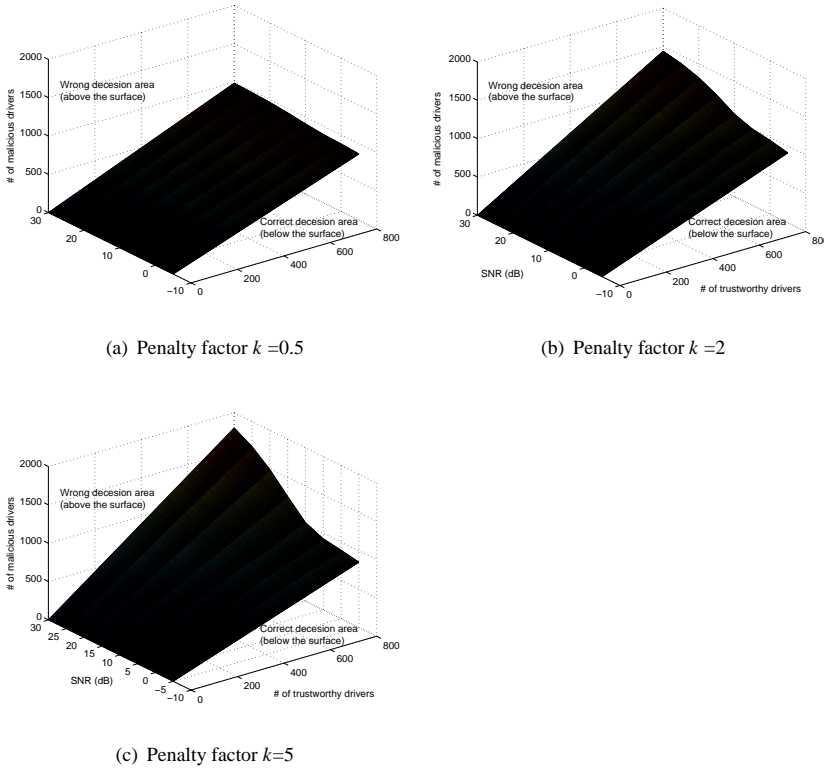 2000
1500
1000
500
0
# of malicious drivers
Wrong decesion area
(above the surface)
Correct decesion area
(below the surface)
30
20
10
0
−10
0
200
400
600
800
(a) Penalty factor k =0.5
2000
1500
1000
500
0
# of malicious drivers
Wrong decesion area
(above the surface)
Correct decesion area
(below the surface)
30
20
10
0
−10
SNR (dB)
0
200
400
600
800
# of trustworthy drivers
(b) Penalty factor k =2
2000
1500
1000
500
0
# of malicious drivers
Wrong decesion area
(above the surface)
Correct decesion area
(below the surface)
30
25
20
15
10
5
0
−5
−10
SNR (dB)
0
200
400
600
800
# of trustworthy drivers
(c) Penalty factor k=5